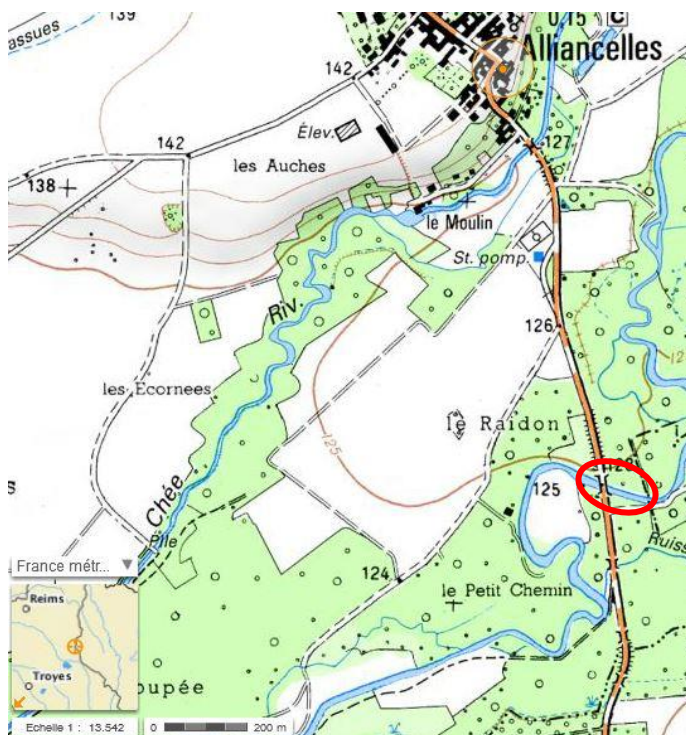 139
assues
0.15 C
Alliancelles
142
Élev.
127
142
les Auches
138
le Moulin
St. pomp.
Riv.
126
les Ecornees
le Raidon
125
125
Chée
Pile
Ruiss
124
le Petit Chemin
France métr...
Reims
Troyes
oupée
Echelle 1 : 13.542
0 200 m